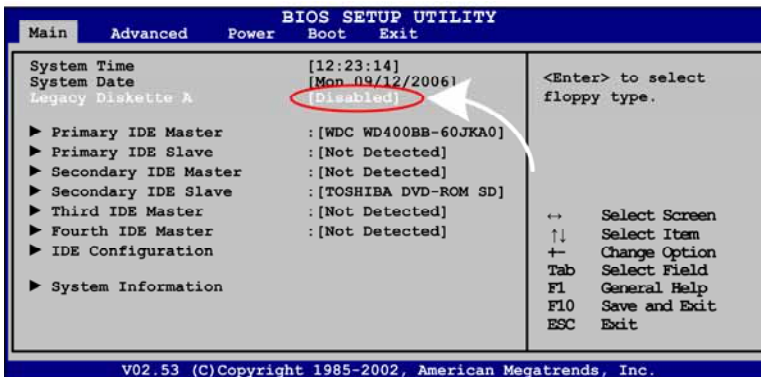 BIOS SETUP UTILITY
Main Advanced Power Boot Exit
System Time [12:23:14]
System Date [Mon 09/12/2006]
Legacy Diskette A [Disabled]
▶ Primary IDE Master :[WDC WD400BB-60JKA0]
▶ Primary IDE Slave :[Not Detected]
▶ Secondary IDE Master :[Not Detected]
▶ Secondary IDE Slave :[TOSHIBA DVD-ROM SD]
▶ Third IDE Master :[Not Detected]
▶ Fourth IDE Master :[Not Detected]
▶ IDE Configuration
▶ System Information
<Enter> to select
floppy type.
↔ Select Screen
↑↓ Select Item
+- Change Option
Tab Select Field
F1 General Help
F10 Save and Exit
ESC Exit
V02.53 (C)Copyright 1985-2002, American Megatrends, Inc.